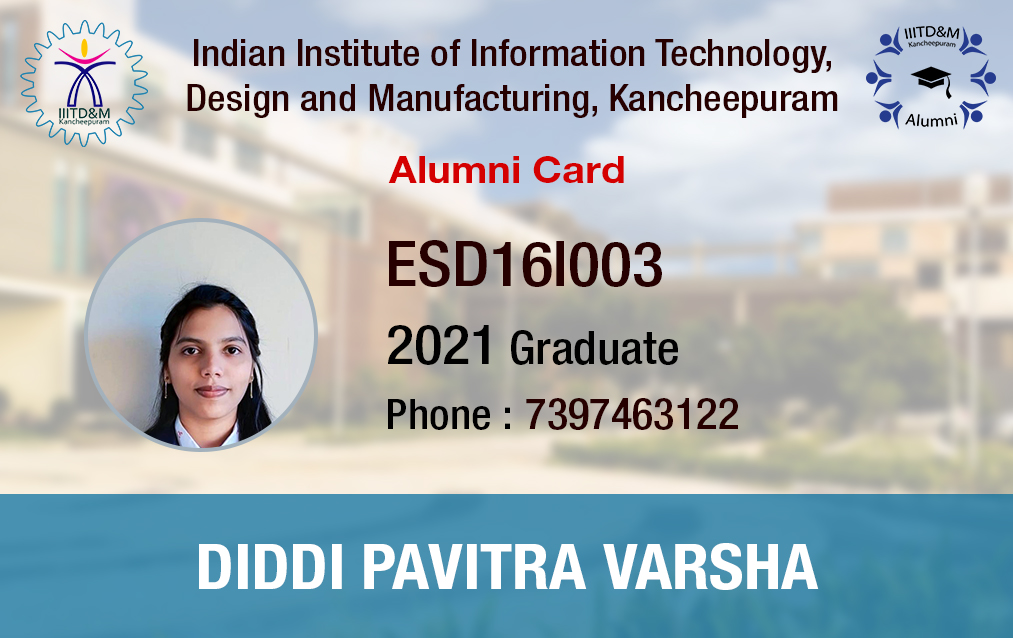 Indian Institute of Information Technology,
Design and Manufacturing, Kancheepuram
IIITD&M
Kancheepuram
IIITD&M
Kancheepuram
Alumni
Alumni Card
ESD16I003
2021 Graduate
Phone : 7397463122
DIDDI PAVITRA VARSHA